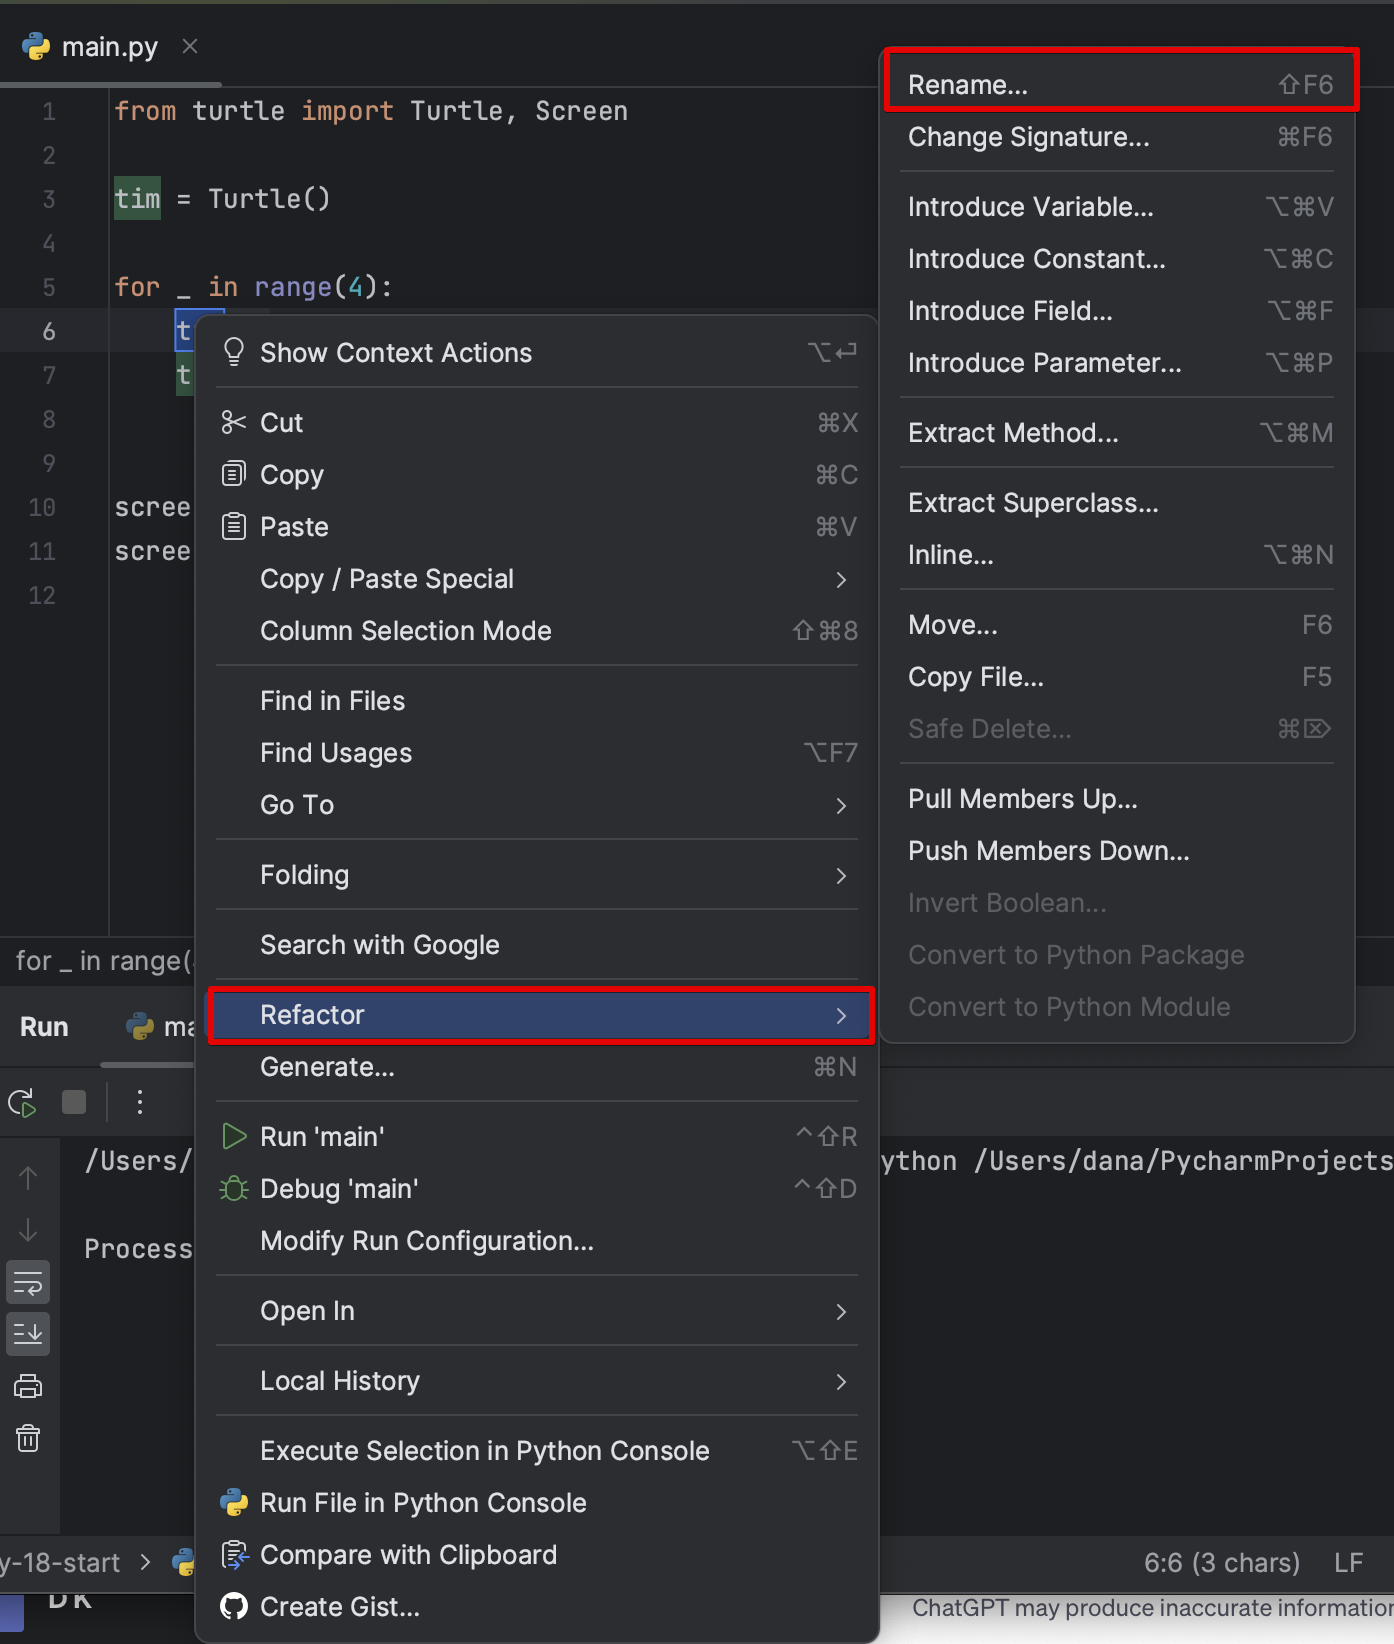 main.py
1 from turtle import Turtle, Screen
2
3 tim = Turtle()
4
5 for _ in range(4):
6 t
7 t
8
9
10 scree
11 scree
12
for _ in range(
Run
/Users/
Process
y-18-start
DK
Show Context Actions ⌥↩
Cut ⌘X
Copy ⌘C
Paste ⌘V
Copy / Paste Special
Column Selection Mode ⇧⌘8
Find in Files
Find Usages ⌥F7
Go To
Folding
Search with Google
Refactor
Generate... ⌘N
Run 'main' ^⇧R
Debug 'main' ^⇧D
Modify Run Configuration...
Open In
Local History
Execute Selection in Python Console ⌥⇧E
Run File in Python Console
Compare with Clipboard
Create Gist...
Rename... ⇧F6
Change Signature... ⌘F6
Introduce Variable... ⌥⌘V
Introduce Constant... ⌥⌘C
Introduce Field... ⌥⌘F
Introduce Parameter... ⌥⌘P
Extract Method... ⌥⌘M
Extract Superclass...
Inline... ⌥⌘N
Move... F6
Copy File... F5
Safe Delete... ⌘⌦
Pull Members Up...
Push Members Down...
Invert Boolean...
Convert to Python Package
Convert to Python Module
ython /Users/dana/PycharmProjects
6:6 (3 chars) LF
ChatGPT may produce inaccurate information